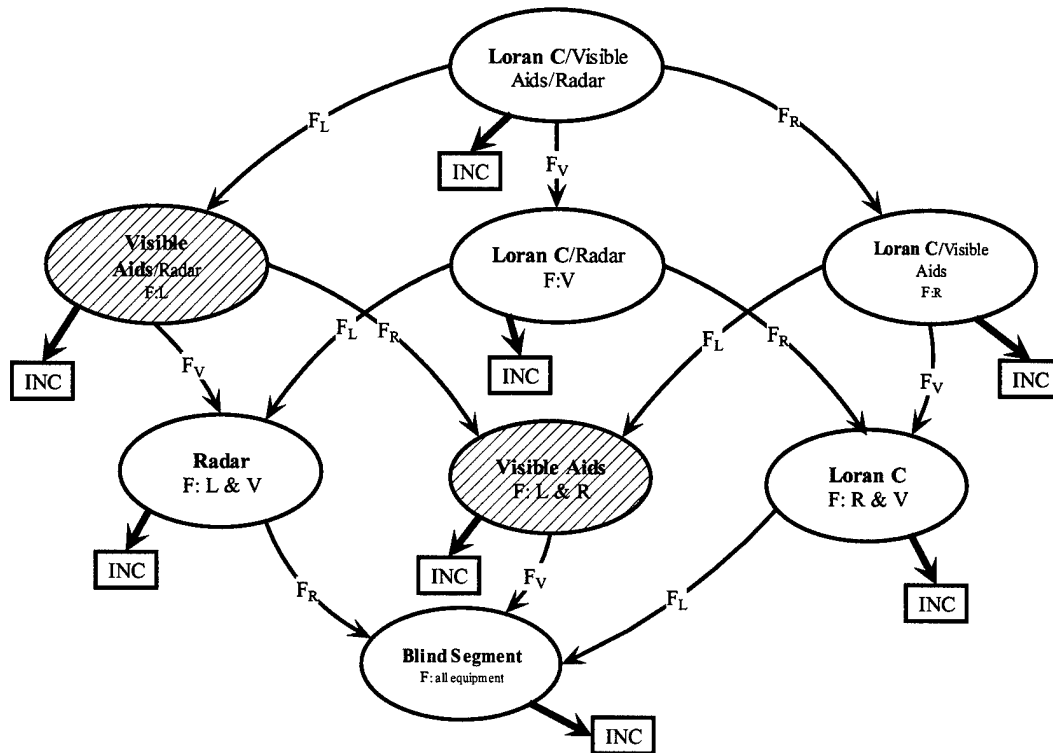 Loran C/Visible
Aids/Radar
F_L
F_R
INC
F_V
Visible
Aids/Radar
F:L
Loran C/Radar
F:V
Loran C/Visible
Aids
F:R
F_L
F_R
F_L
F_R
F_V
INC
INC
INC
F_V
Radar
F: L & V
Visible Aids
F: L & R
Loran C
F: R & V
INC
INC
INC
F_R
F_V
F_L
Blind Segment
F: all equipment
INC